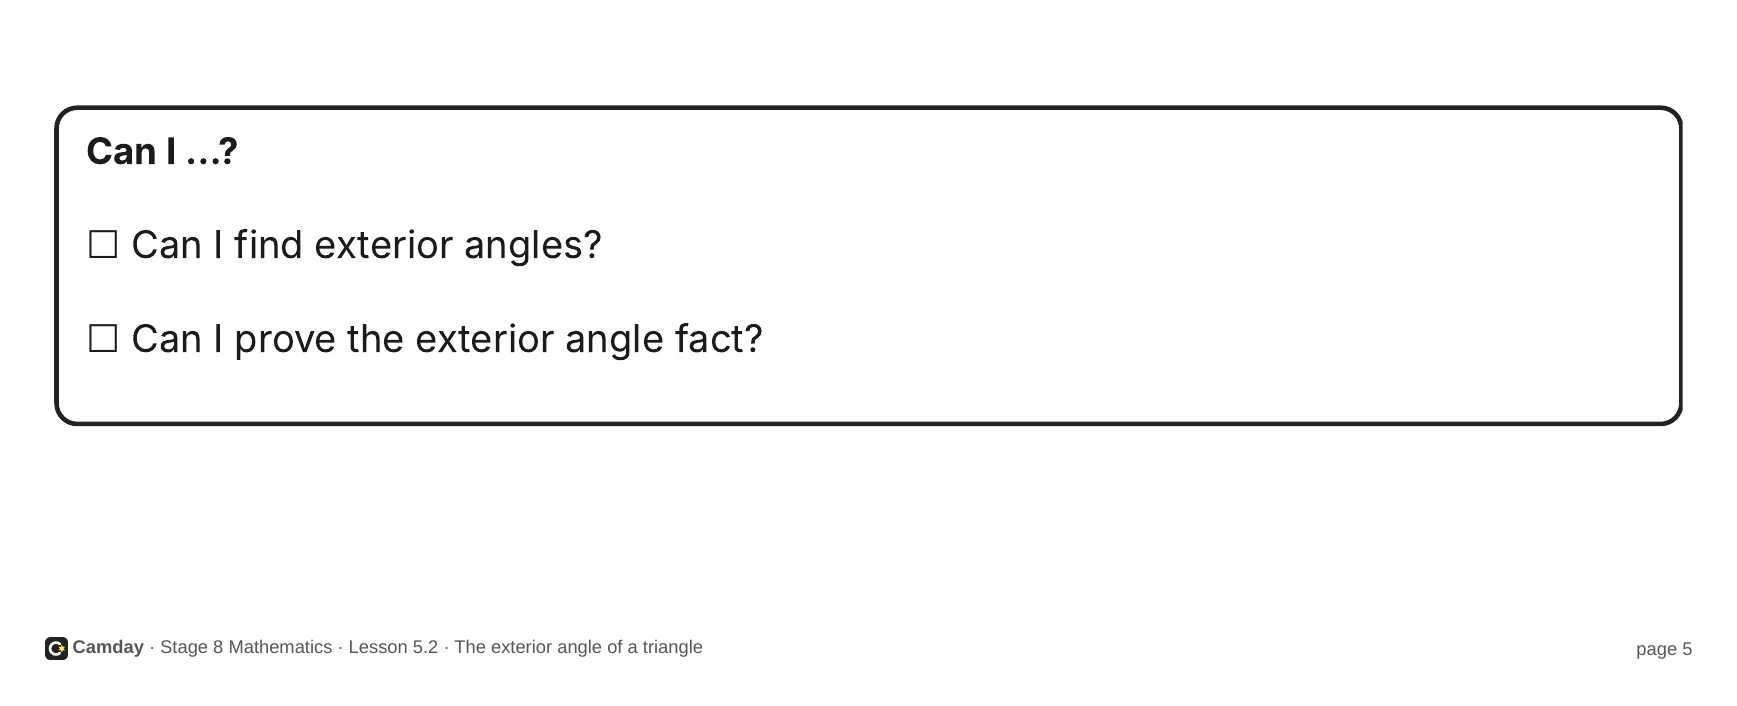 Can I …?
☐ Can I find exterior angles?
☐ Can I prove the exterior angle fact?
Camday · Stage 8 Mathematics · Lesson 5.2 · The exterior angle of a triangle
page 5